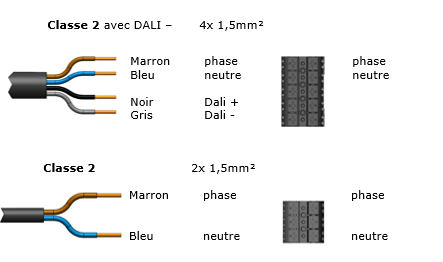 Classe 2 avec DALI – 4x 1,5mm²
Marron phase phase
Bleu neutre neutre
Noir Dali +
Gris Dali -
Classe 2 2x 1,5mm²
Marron phase phase
Bleu neutre neutre